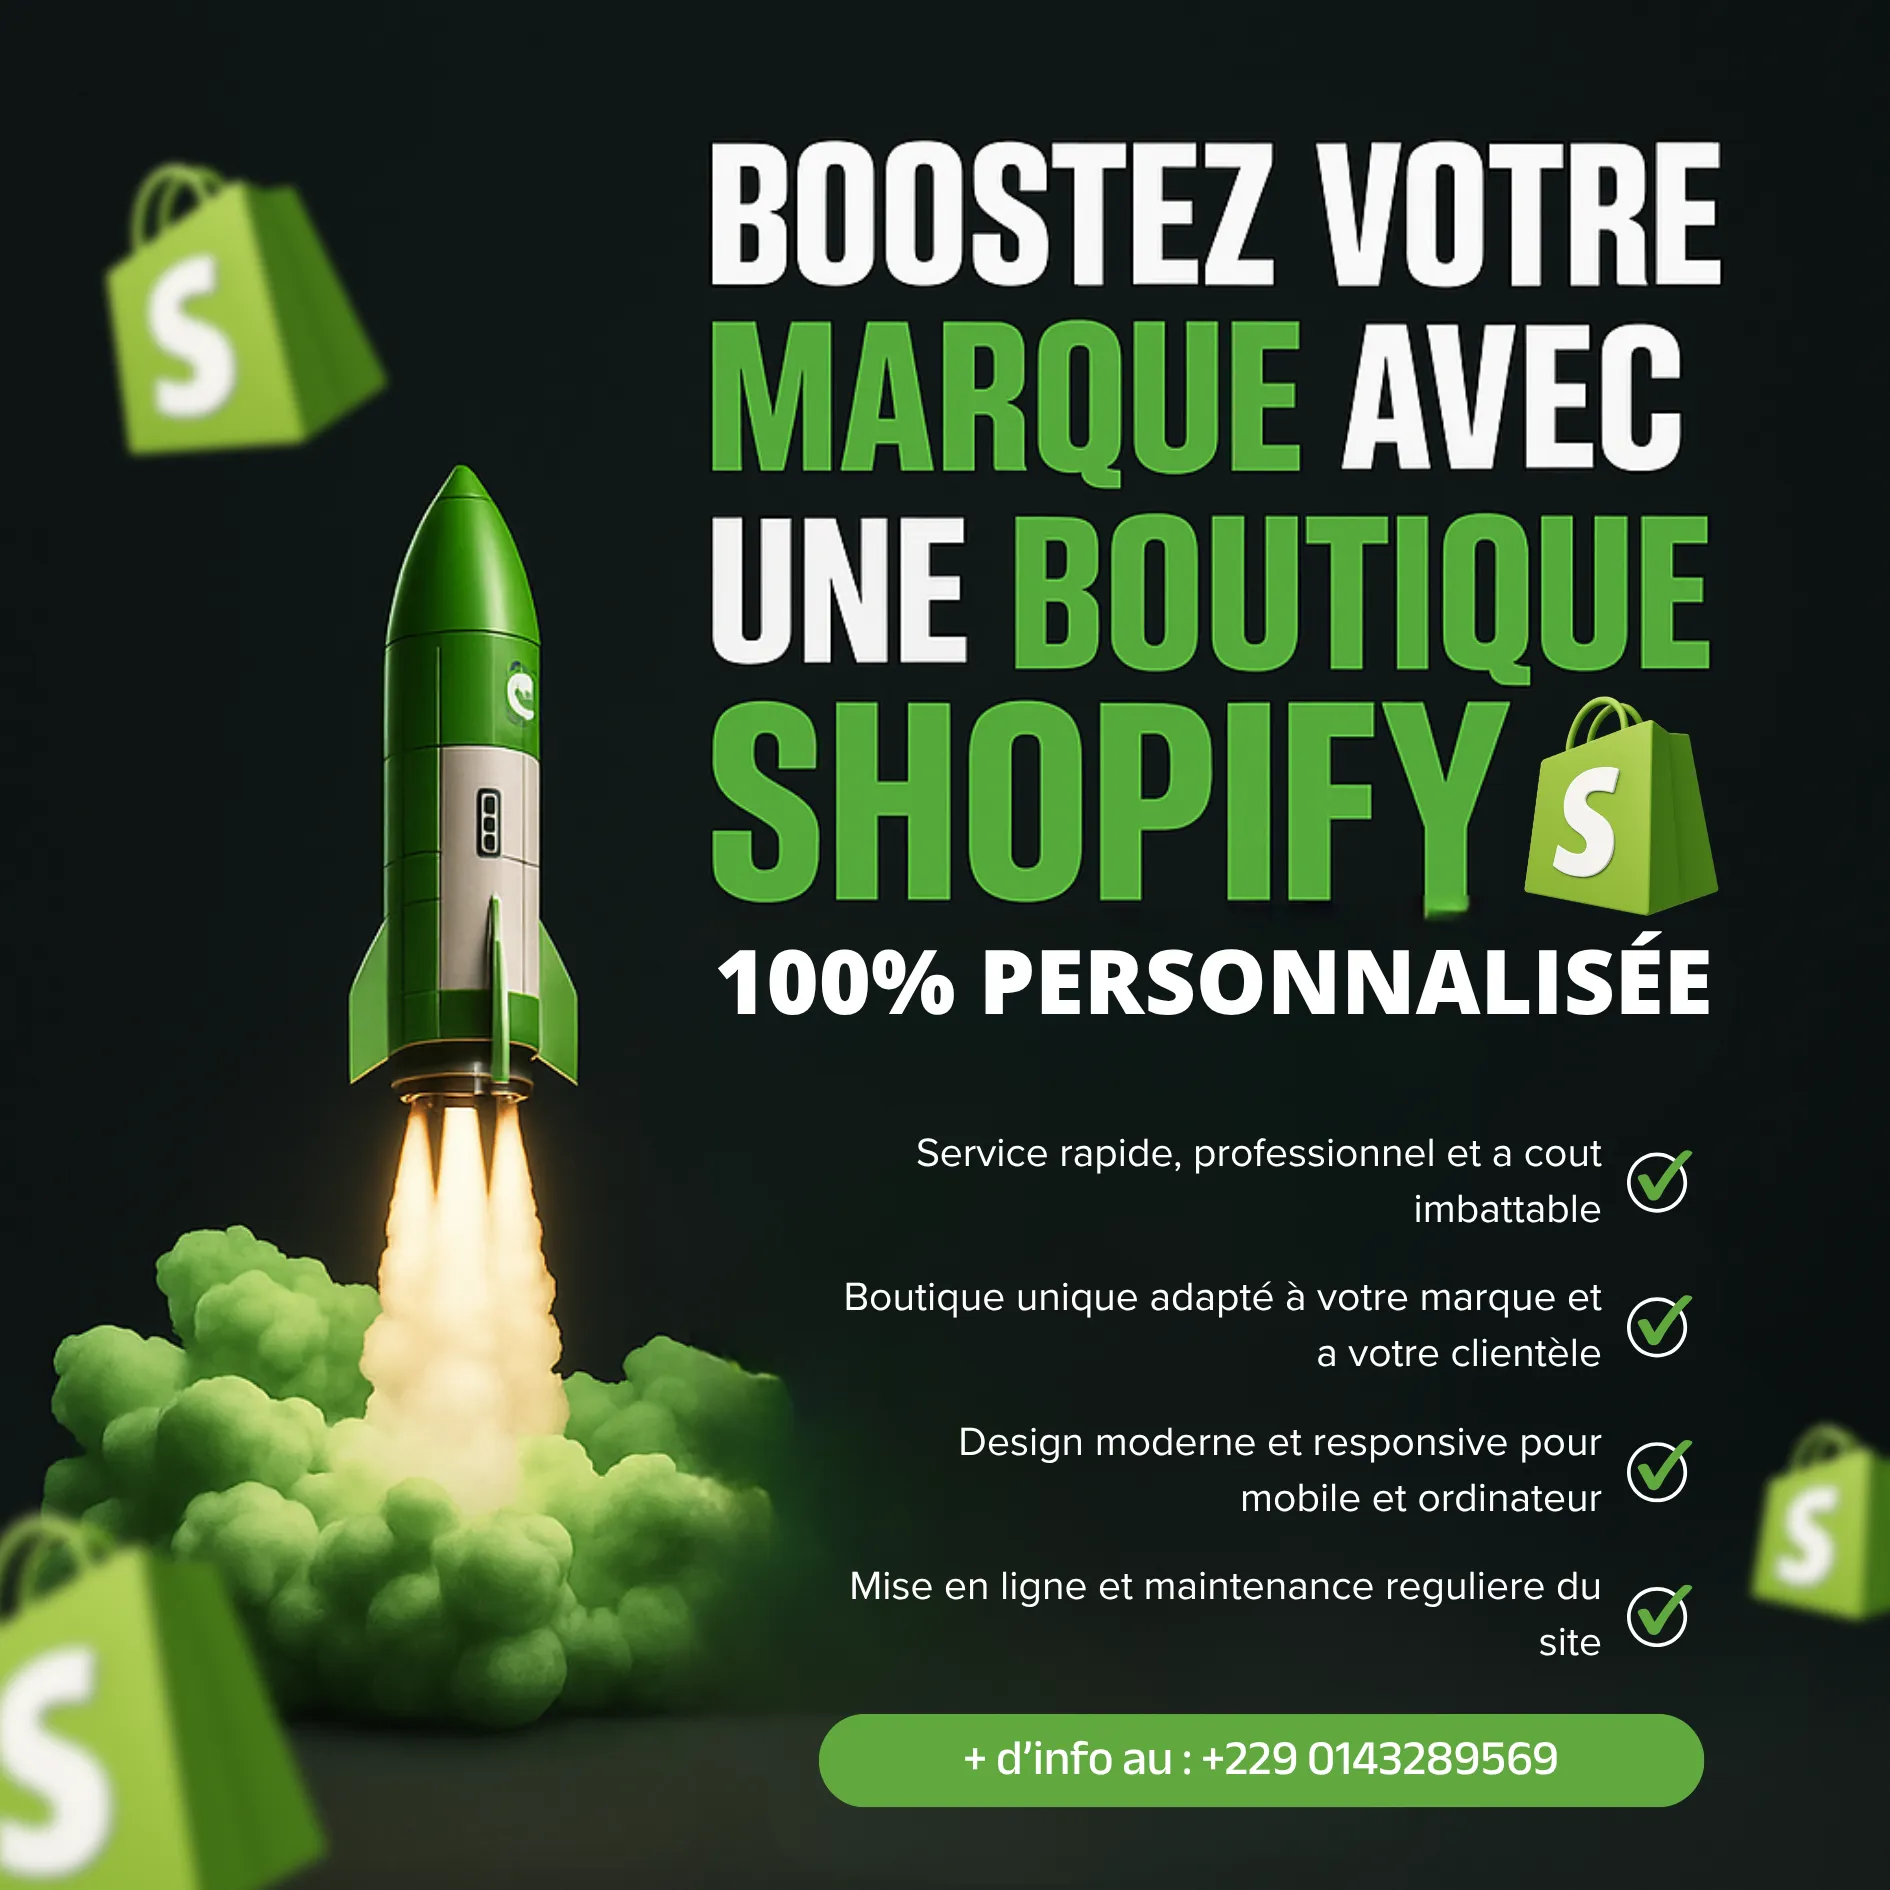 BOOSTEZ VOTRE
MARQUE AVEC
UNE BOUTIQUE
SHOPIFY
100% PERSONNALISÉE
Service rapide, professionnel et a cout
imbattable
Boutique unique adapté à votre marque et
a votre clientèle
Design moderne et responsive pour
mobile et ordinateur
Mise en ligne et maintenance reguliere du
site
+ d’info au : +229 0143289569
S
S
S
S